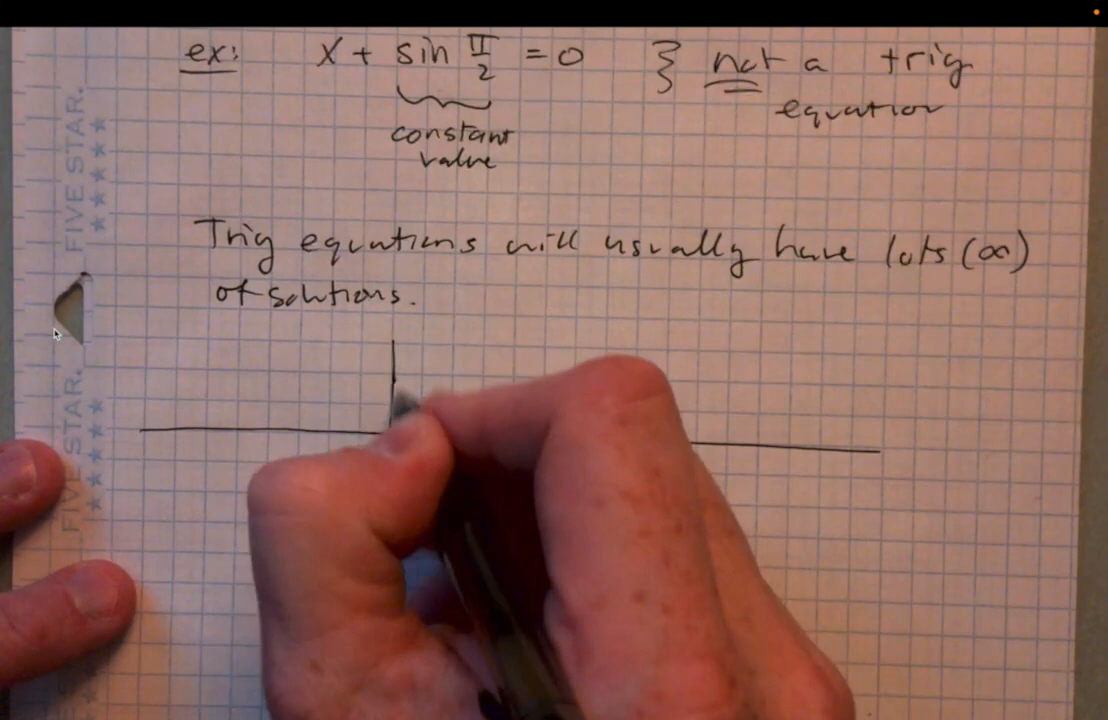 ex: x + sin π/2 = 0 } not a trig
equation
constant
value
Trig equations will usually have lots (∞)
of solutions.
FIVE STAR.
FIVE STAR.